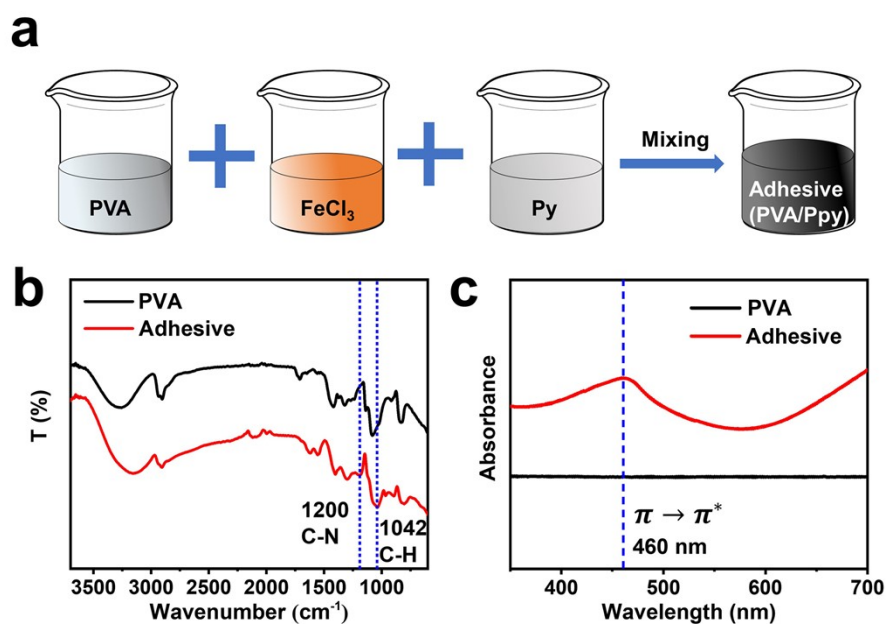 a
PVA
FeCl₃
Py
Mixing
Adhesive
(PVA/Ppy)
b
PVA
Adhesive
T (%)
1200
C-N
1042
C-H
3500 3000 2500 2000 1500 1000
Wavenumber (cm⁻¹)
c
PVA
Adhesive
Absorbance
π → π*
460 nm
400 500 600 700
Wavelength (nm)